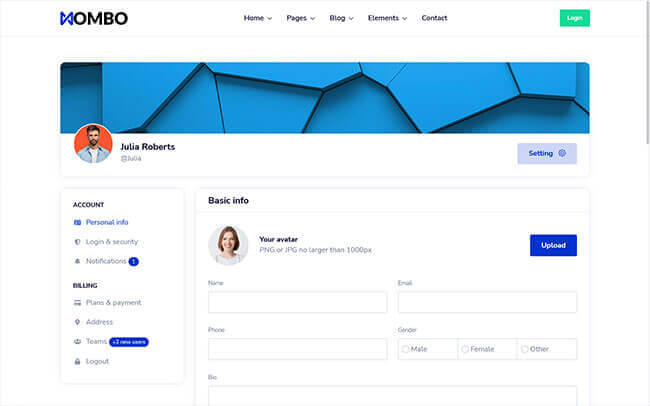 MOMBO
Home Pages Blog Elements Contact
Login
Julia Roberts
@Julia
Setting
ACCOUNT
Personal info
Login & security
Notifications 1
BILLING
Plans & payment
Address
Teams +2 new users
Logout
Basic info
Your avatar
PNG or JPG no larger than 1000px
Upload
Name
Email
Phone
Gender
Male Female Other
Bio